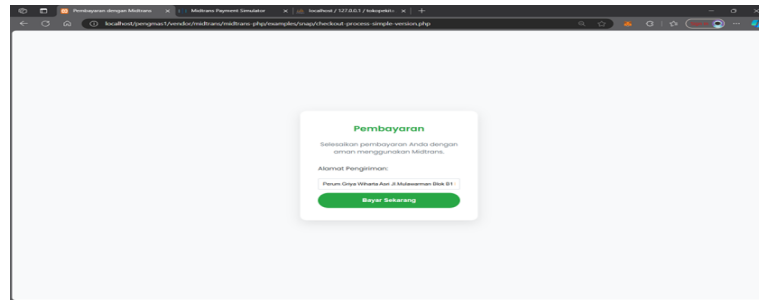 Pembayaran dengan Midtrans
Midtrans Payment Simulator
localhost / 127.0.0.1 / tokopekita
localhost/pengmas1/vendor/midtrans/midtrans-php/examples/snap/checkout-process-simple-version.php
Pembayaran
Selesaikan pembayaran Anda dengan
aman menggunakan Midtrans.
Alamat Pengiriman:
Perum Griya Wiharta Asri Jl.Mulawarman Blok B1
Bayar Sekarang